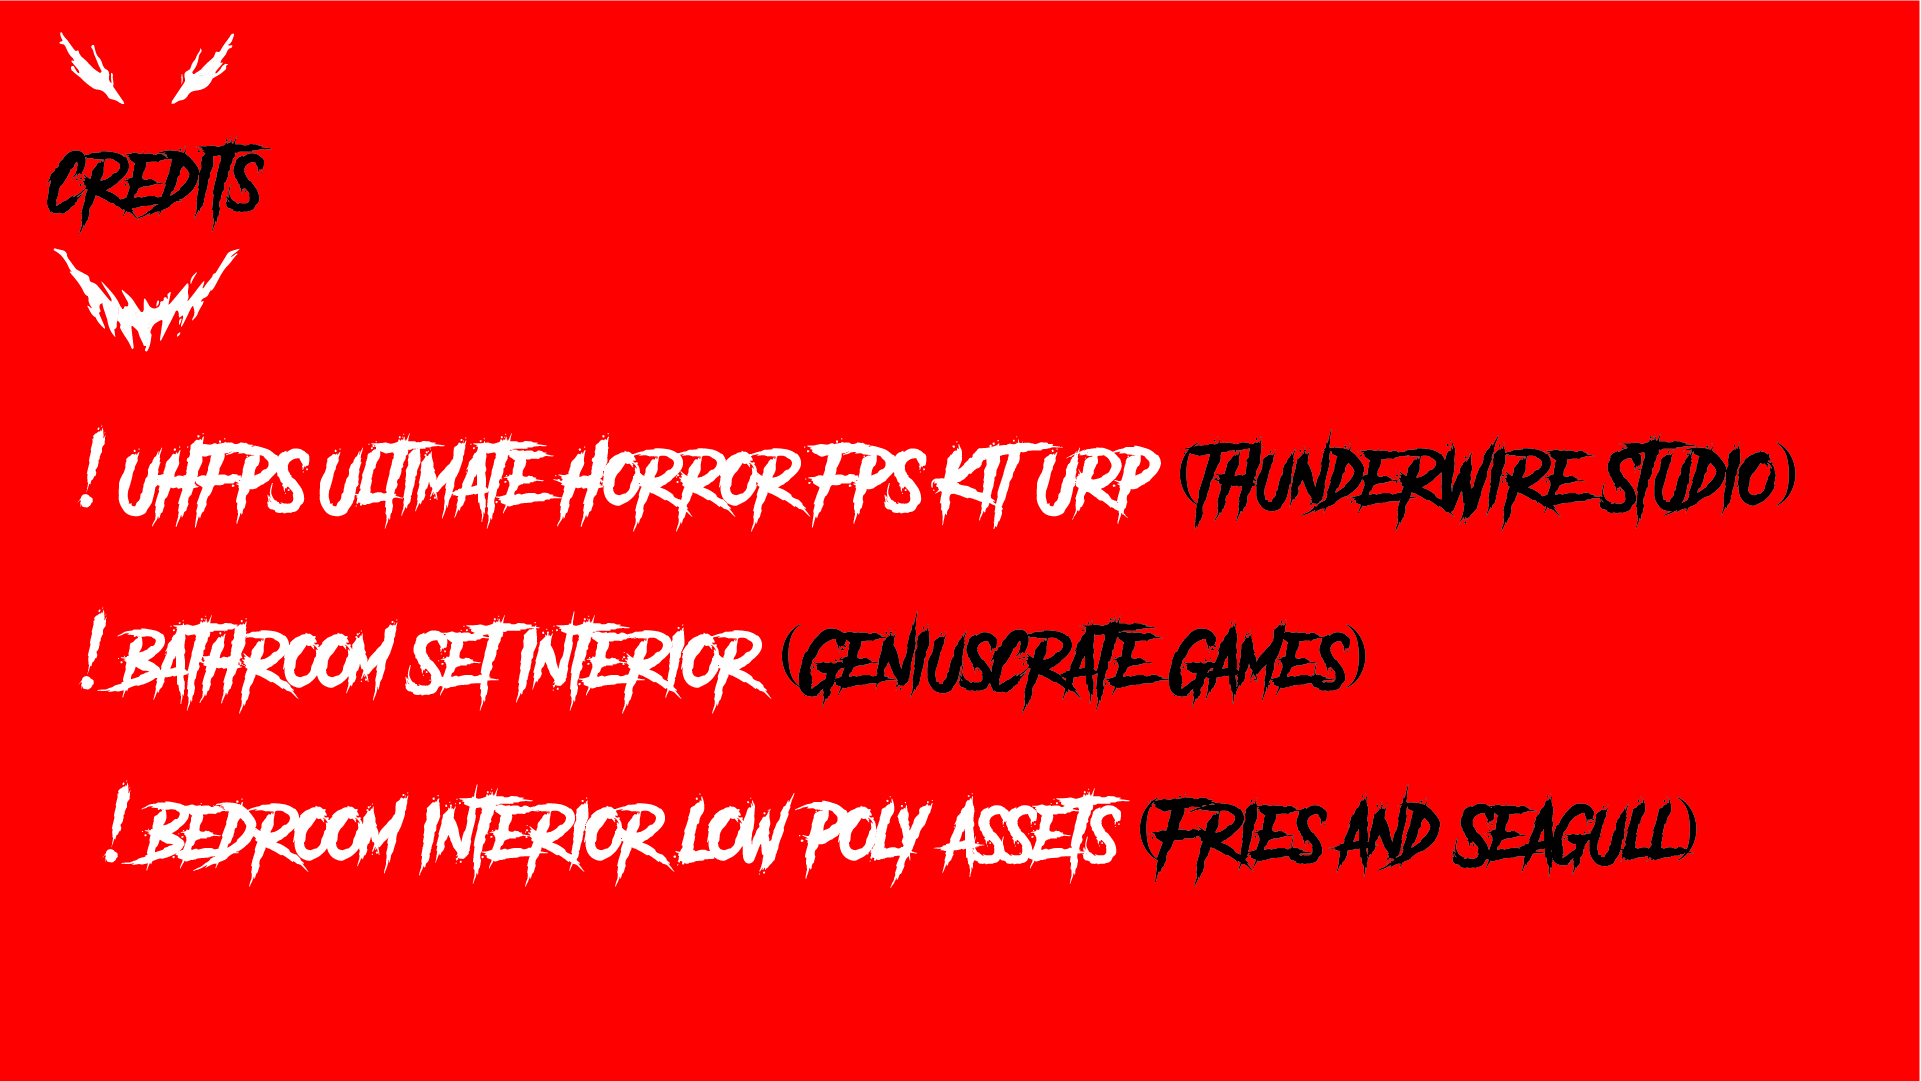 CREDITS
! UHFPS ULTIMATE HORROR FPS KIT URP (THUNDERWIRE STUDIO)
! BATHROOM SET INTERIOR (GENIUSCRATE GAMES)
! BEDROOM INTERIOR LOW POLY ASSETS (FRIES AND SEAGULL)